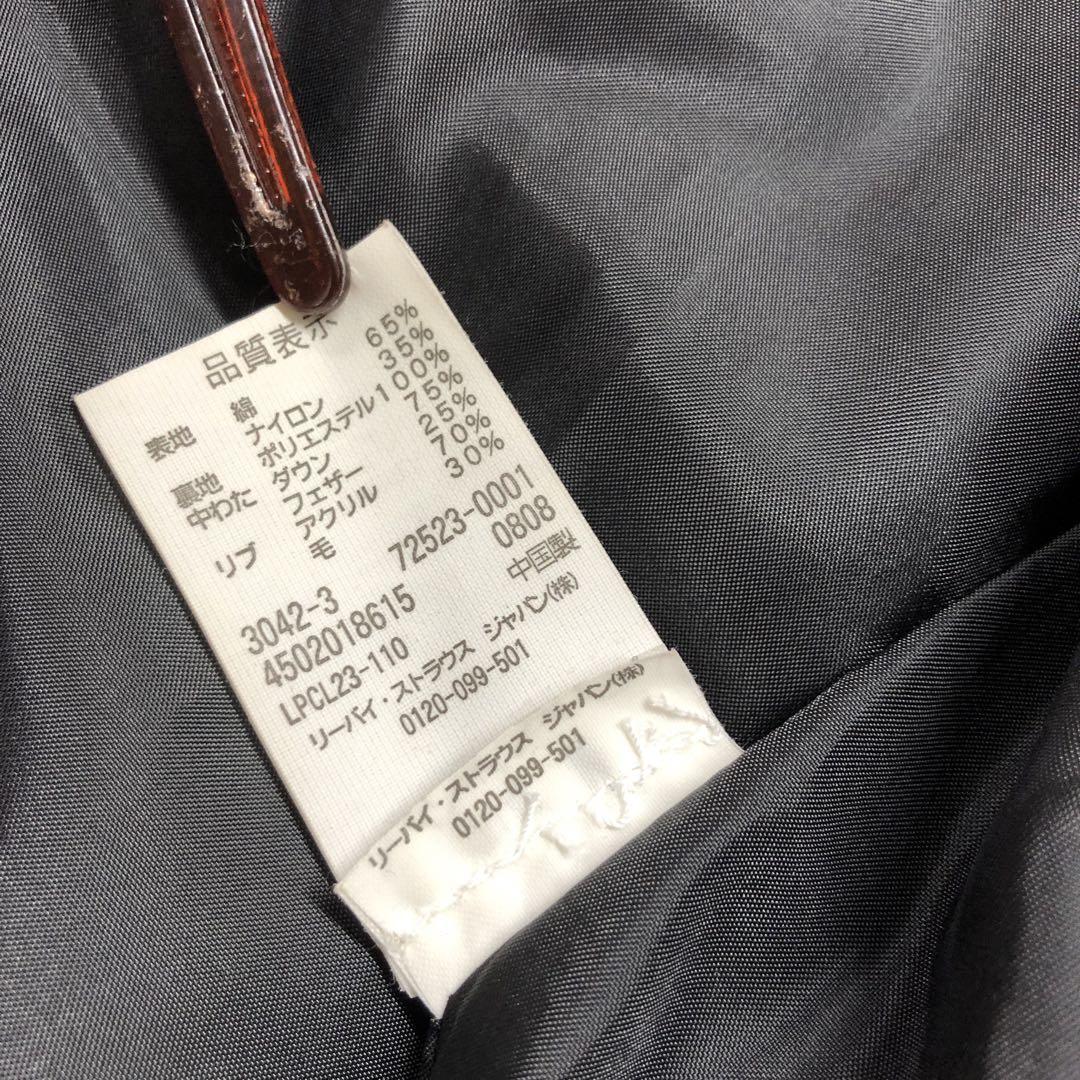 品質表示
表地 綿 65%
ナイロン 35%
裏地 ポリエステル 100%
中わた ダウン 75%
フェザー 25%
リブ アクリル 70%
毛 30%
3042-3 72523-0001
4502018615 0808
LPCL23-110 中国製
リーバイ・ストラウス ジャパン(株)
0120-099-501
リーバイ・ストラウス ジャパン(株)
0120-099-501